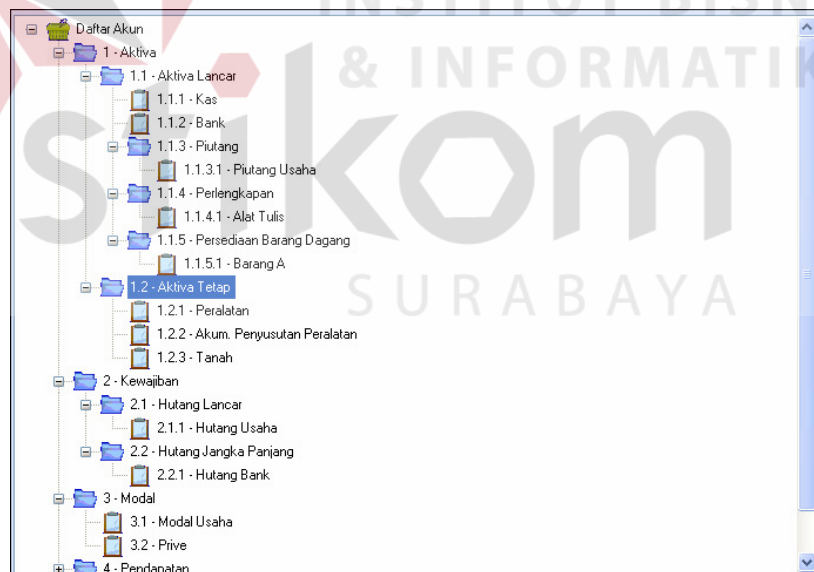 INSTITUT BISN
& INFORMATIK
stikom
SURABAYA
Daftar Akun
1 - Aktiva
1.1 - Aktiva Lancar
1.1.1 - Kas
1.1.2 - Bank
1.1.3 - Piutang
1.1.3.1 - Piutang Usaha
1.1.4 - Perlengkapan
1.1.4.1 - Alat Tulis
1.1.5 - Persediaan Barang Dagang
1.1.5.1 - Barang A
1.2 - Aktiva Tetap
1.2.1 - Peralatan
1.2.2 - Akum. Penyusutan Peralatan
1.2.3 - Tanah
2 - Kewajiban
2.1 - Hutang Lancar
2.1.1 - Hutang Usaha
2.2 - Hutang Jangka Panjang
2.2.1 - Hutang Bank
3 - Modal
3.1 - Modal Usaha
3.2 - Prive
4 - Pendapatan